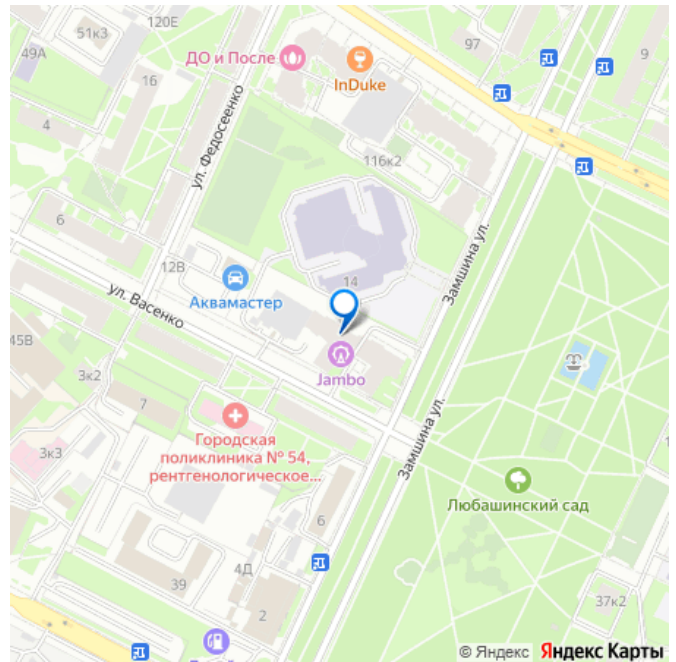 120Е
51к3
97
9
49А
ДО и После
InDuke
16
4
ул. Федосеенко
116к2
6
12В
Замшина ул.
ул. Васенко
Аквамастер
14
45В
Jambo
3к2
7
Городская
поликлиника № 54,
рентгенологическое...
3к3
Замшина ул.
Любашинский сад
6
4Д
39
2
37к2
© Яндекс Яндекс Карты